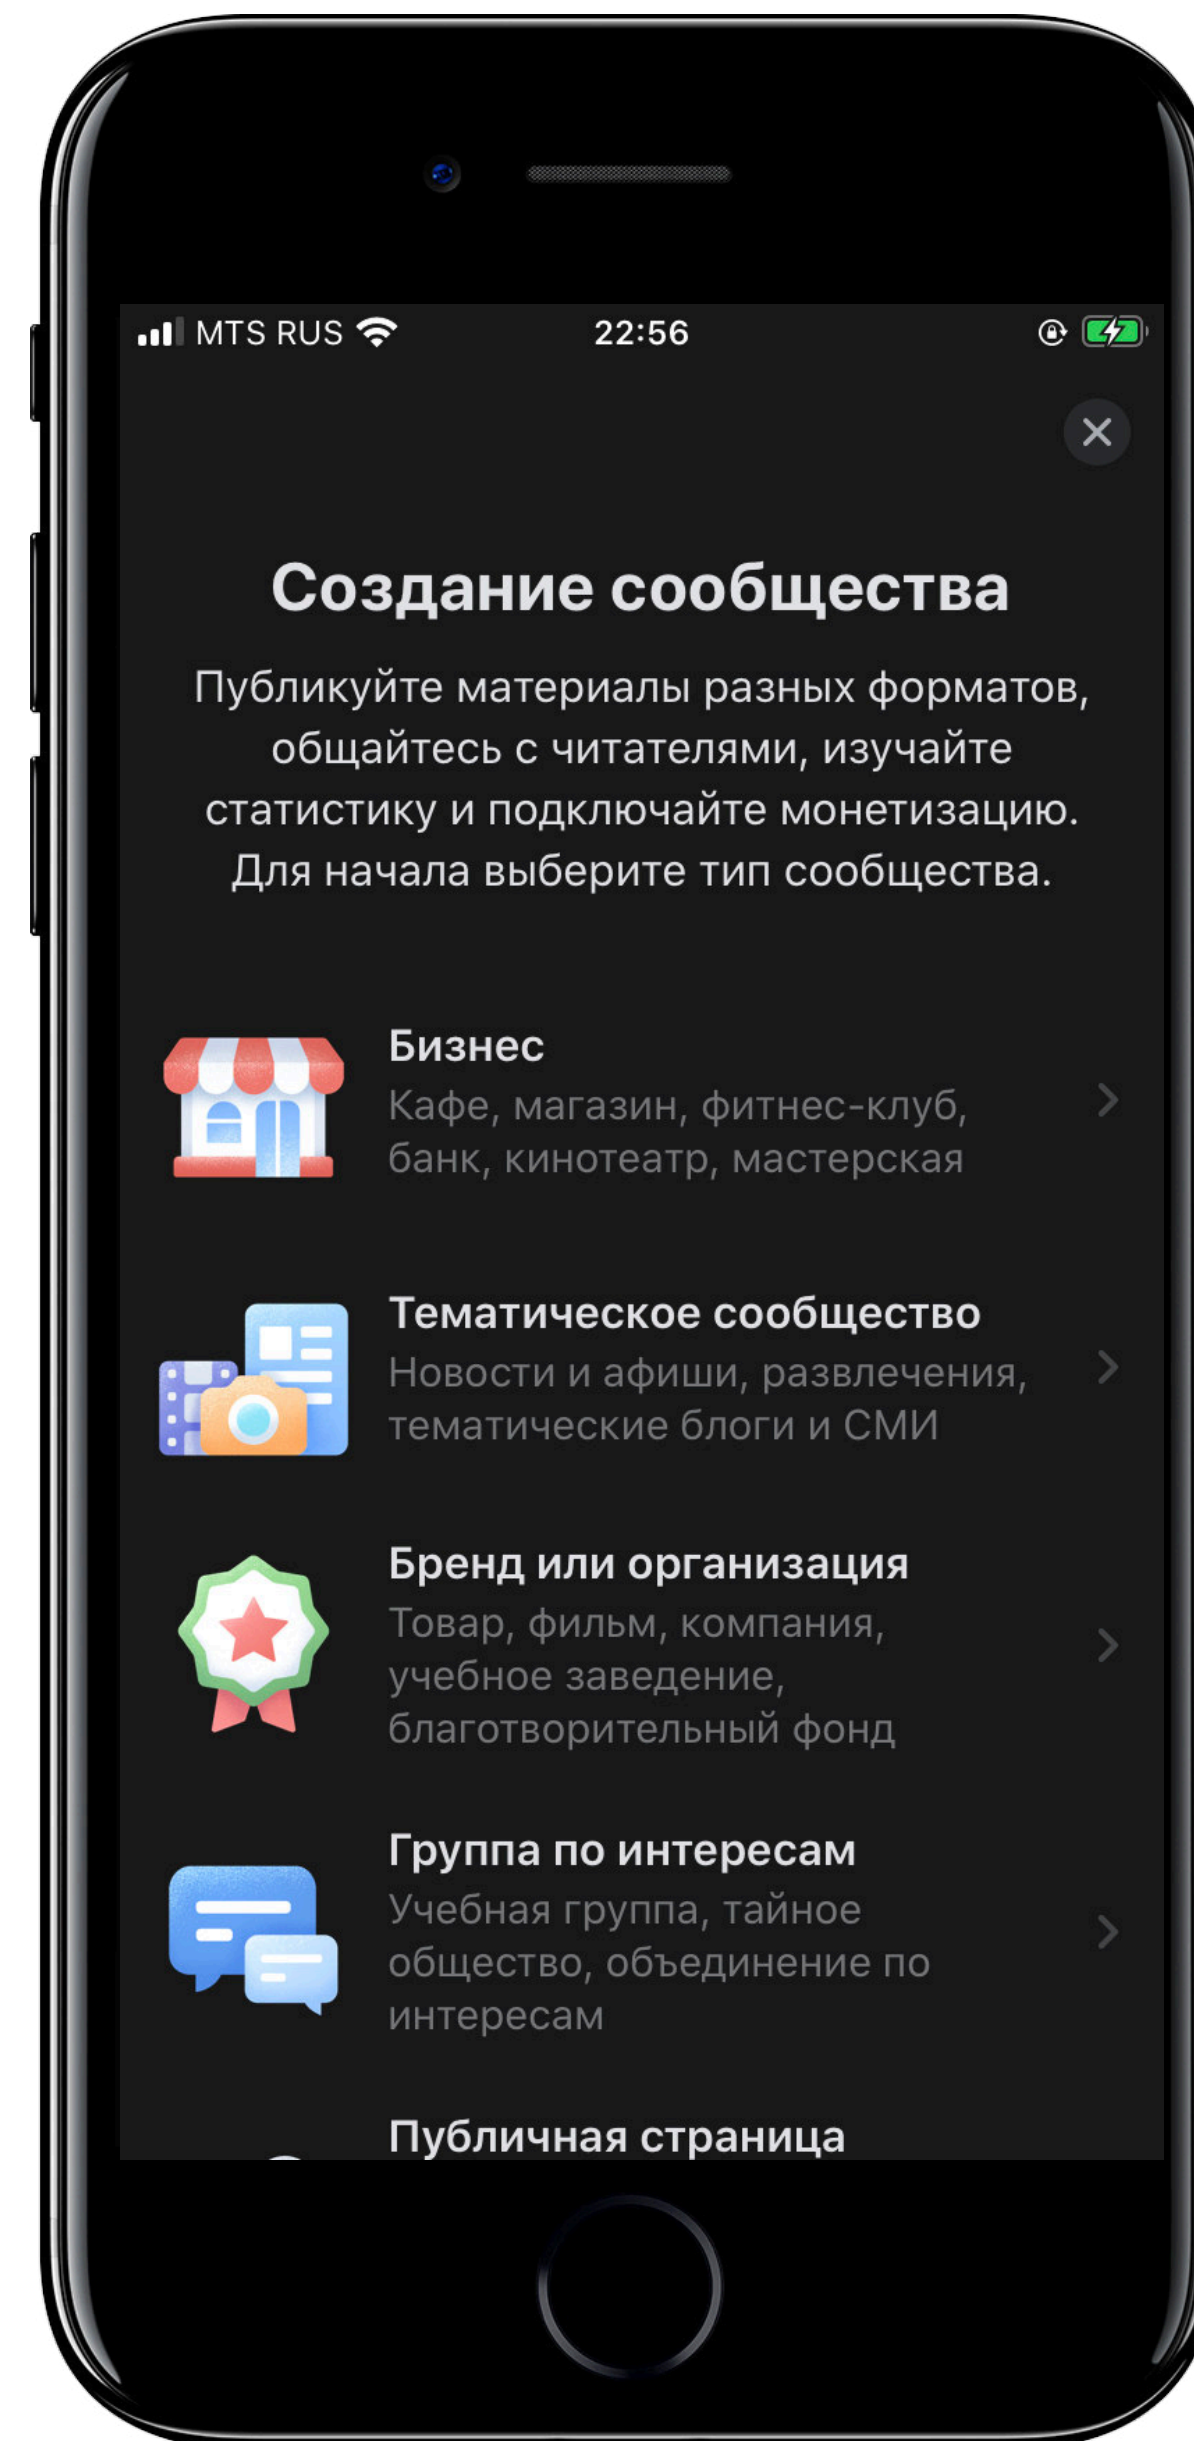 MTS RUS 22:56
Создание сообщества
Публикуйте материалы разных форматов,
общайтесь с читателями, изучайте
статистику и подключайте монетизацию.
Для начала выберите тип сообщества.
Бизнес
Кафе, магазин, фитнес-клуб,
банк, кинотеатр, мастерская
Тематическое сообщество
Новости и афиши, развлечения,
тематические блоги и СМИ
Бренд или организация
Товар, фильм, компания,
учебное заведение,
благотворительный фонд
Группа по интересам
Учебная группа, тайное
общество, объединение по
интересам
Публичная страница